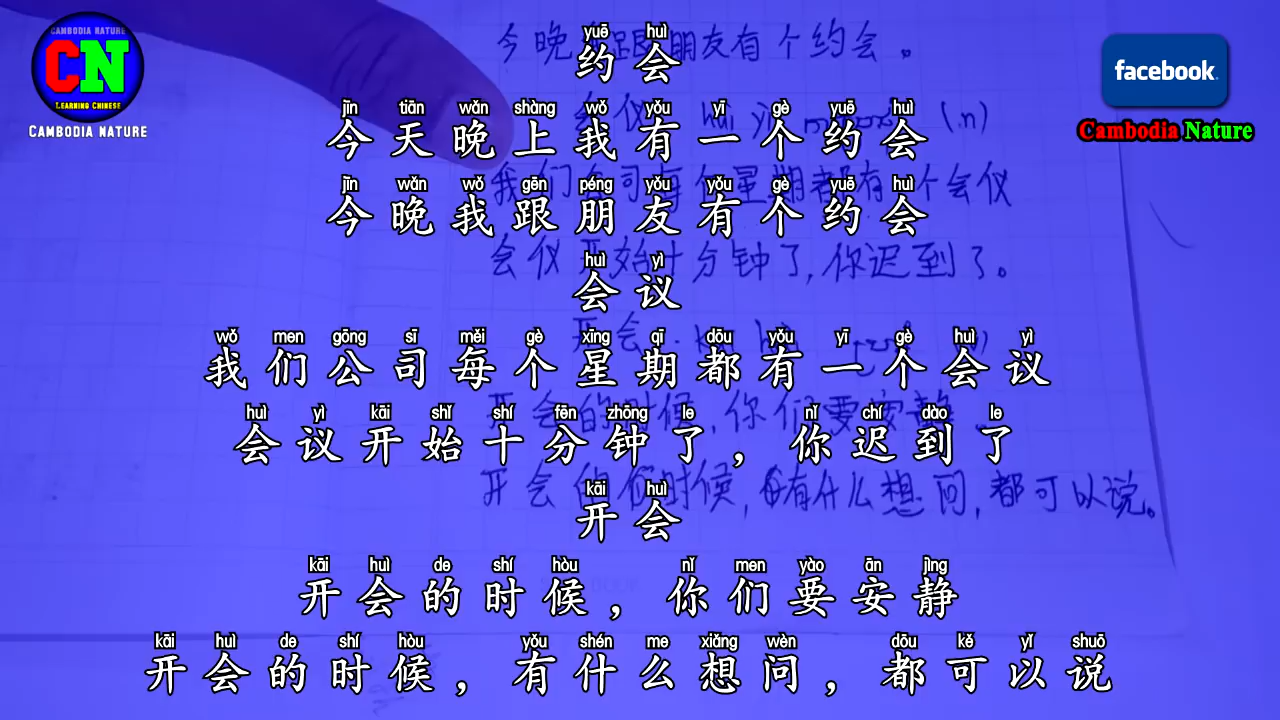 CAMBODIA NATURE
CN
LEARNING CHINESE
CAMBODIA NATURE
facebook
Cambodia Nature
yuē huì
约会
jīn tiān wǎn shàng wǒ yǒu yī gè yuē huì
今天晚上我有一个约会
jīn wǎn wǒ gēn péng yǒu yǒu gè yuē huì
今晚我跟朋友有个约会
huì yì
会议
wǒ men gōng sī měi gè xīng qī dōu yǒu yī gè huì yì
我们公司每个星期都有一个会议
huì yì kāi shǐ shí fēn zhōng le nǐ chí dào le
会议开始十分钟了，你迟到了
kāi huì
开会
kāi huì de shí hòu nǐ men yào ān jìng
开会的时候，你们要安静
kāi huì de shí hòu yǒu shén me xiǎng wèn dōu kě yǐ shuō
开会的时候，有什么想问，都可以说